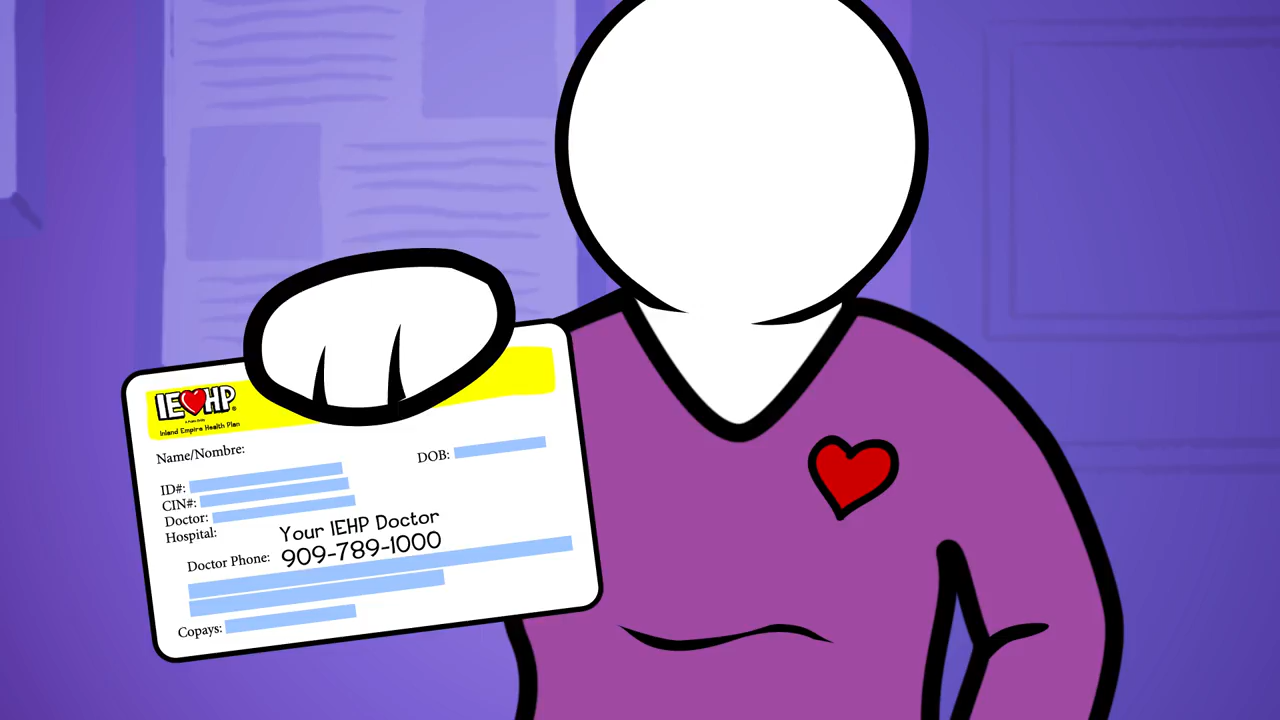 IEHP®
Inland Empire Health Plan
Name/Nombre:
DOB:
ID#:
CIN#:
Doctor:
Hospital:
Your IEHP Doctor
Doctor Phone: 909-789-1000
Copays: